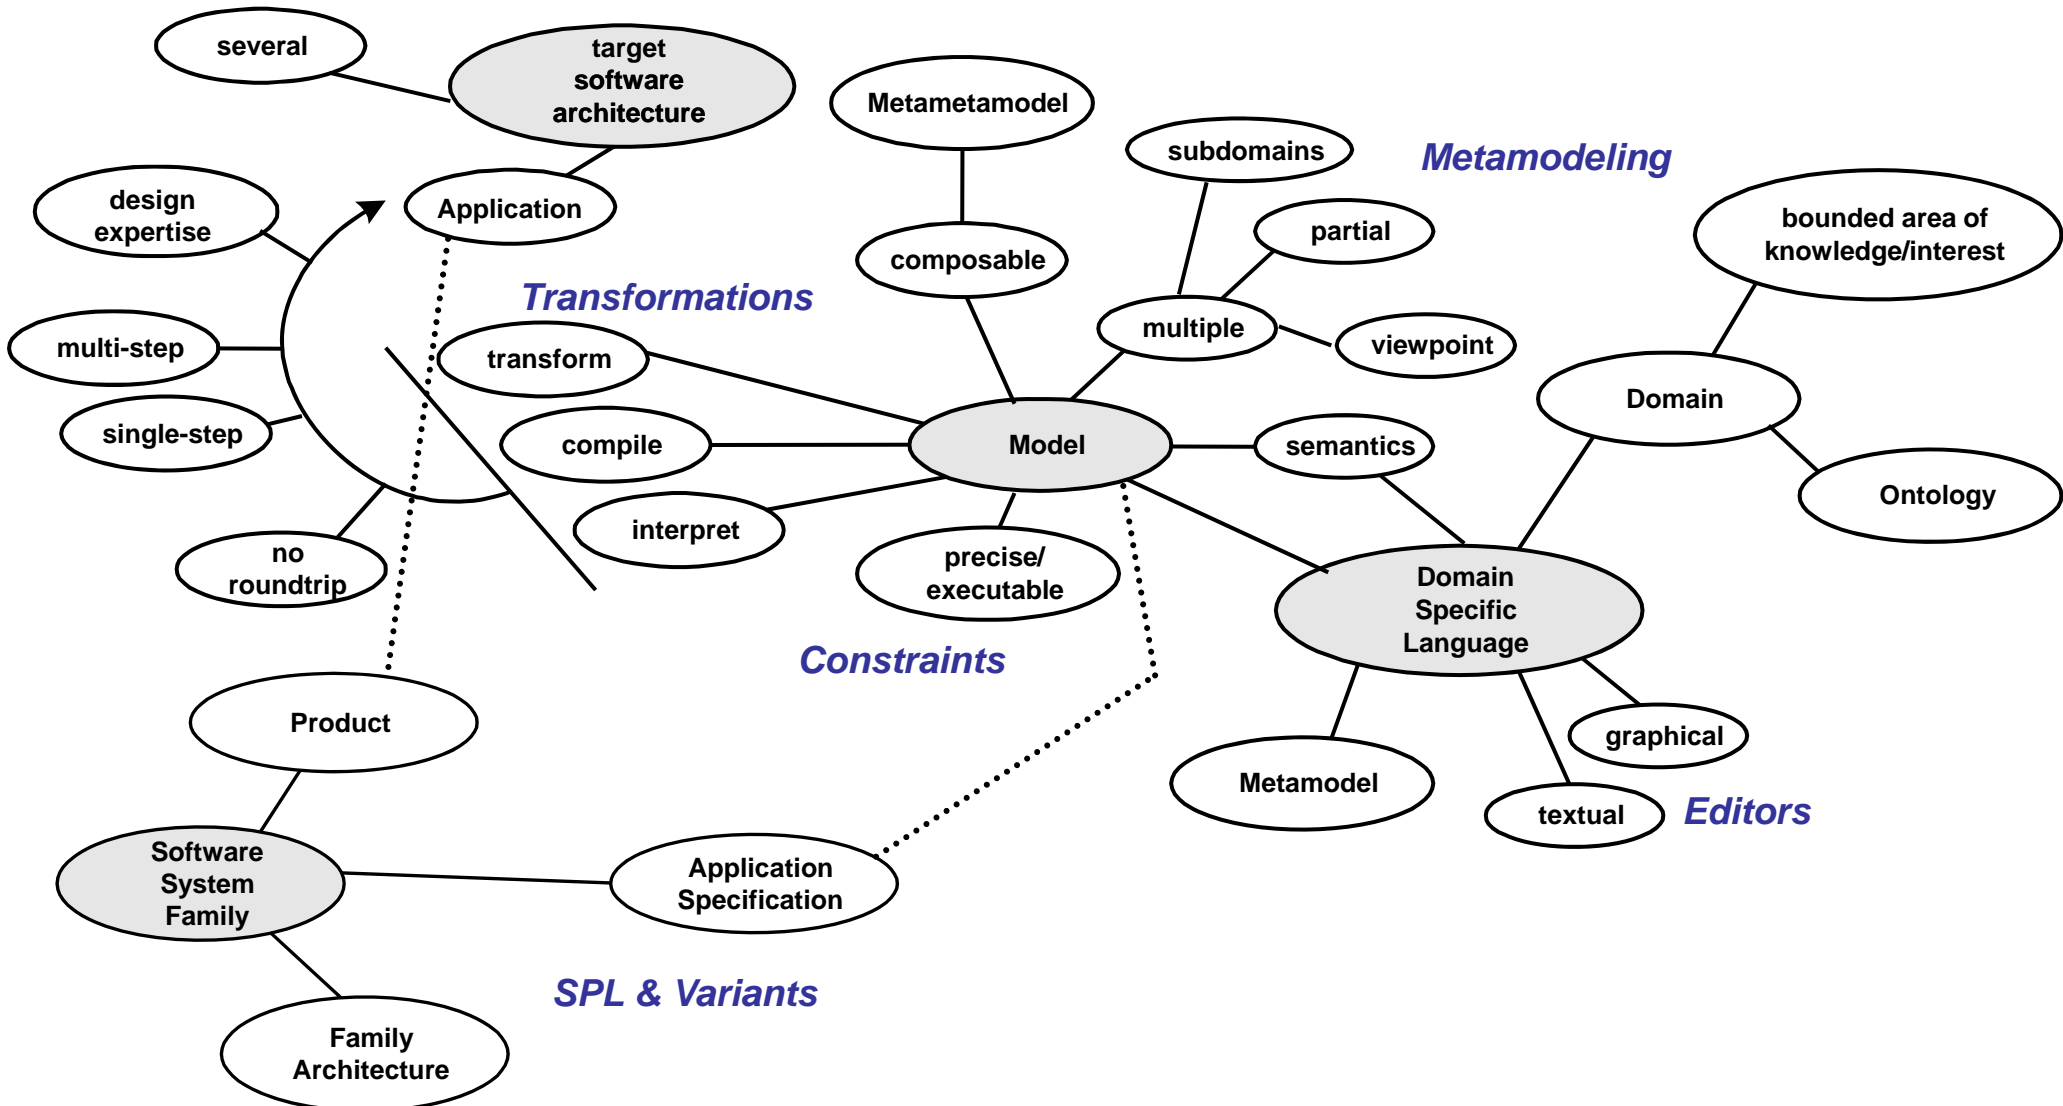 several
target
software
architecture
Metametamodel
subdomains
Metamodeling
design
expertise
Application
partial
bounded area of
knowledge/interest
composable
Transformations
multiple
viewpoint
multi-step
transform
Domain
single-step
compile
Model
semantics
Ontology
interpret
no
roundtrip
precise/
executable
Domain
Specific
Language
Constraints
Product
graphical
Metamodel
textual
Editors
Software
System
Family
Application
Specification
SPL & Variants
Family
Architecture